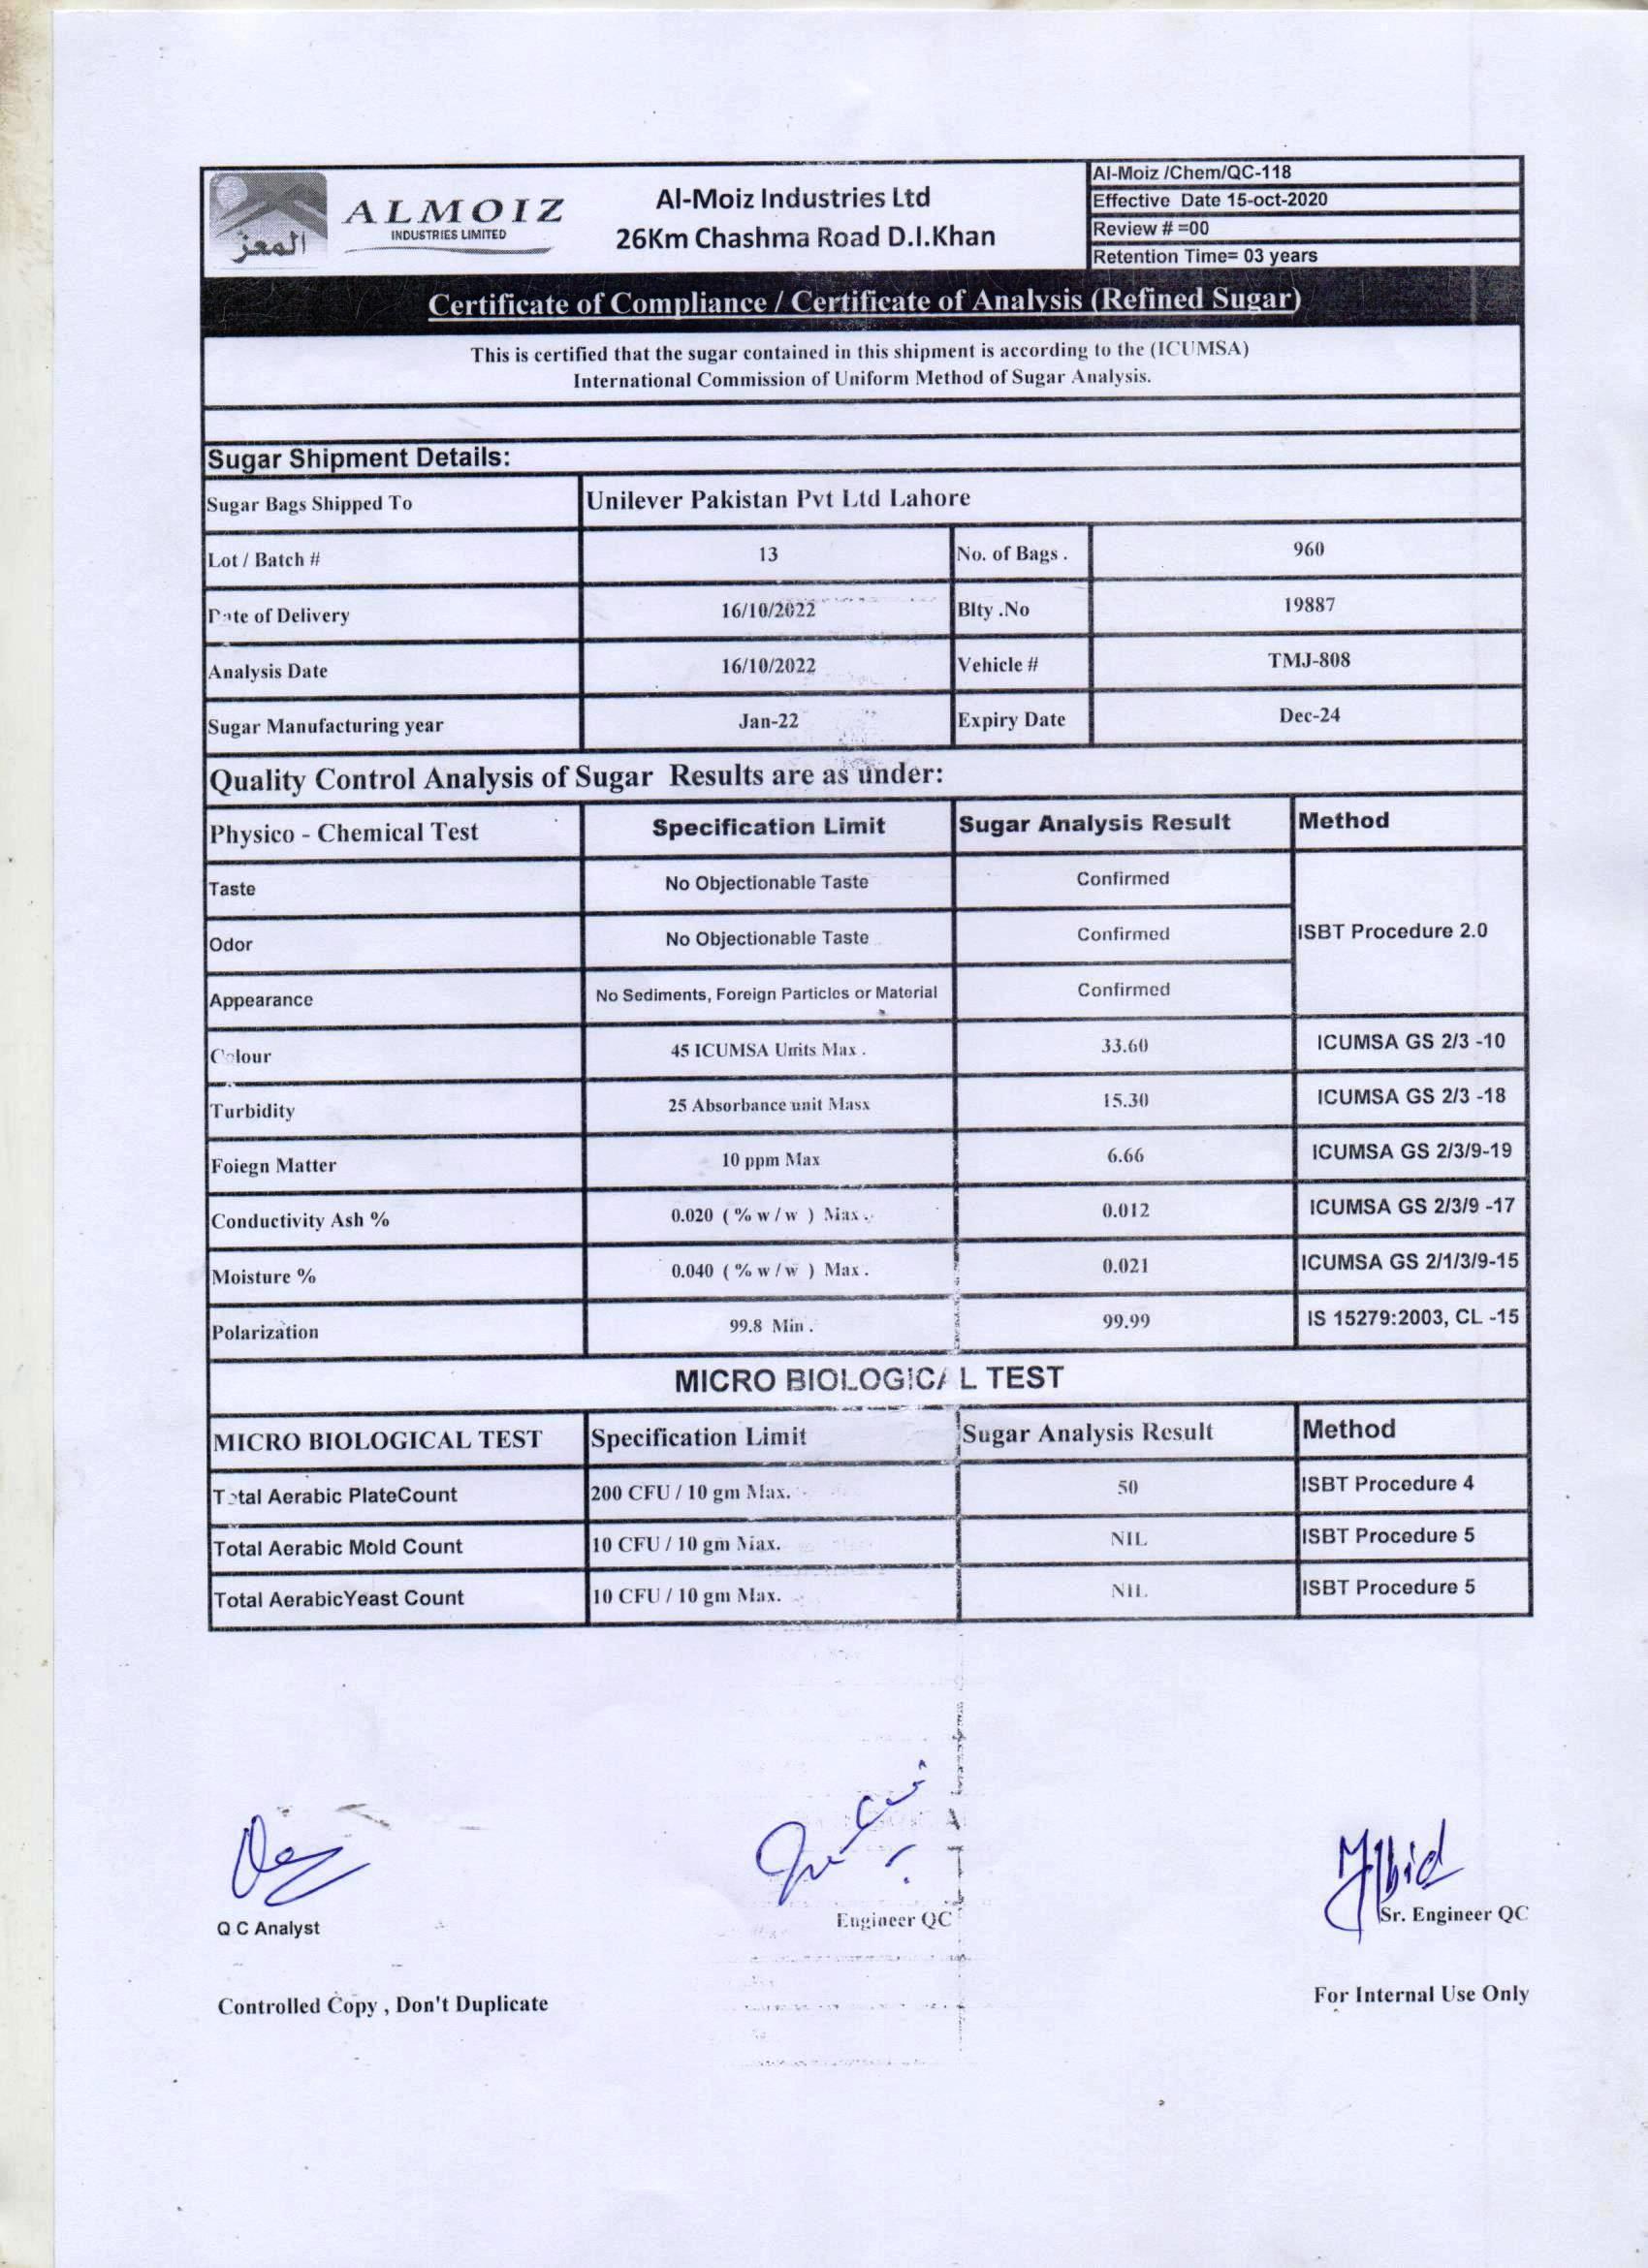 Al-Moiz /Chem/QC-118
Effective Date 15-oct-2020
Review # =00
Retention Time= 03 years
المعز
ALMOIZ
INDUSTRIES LIMITED
Al-Moiz Industries Ltd
26Km Chashma Road D.I.Khan
Certificate of Compliance / Certificate of Analysis (Refined Sugar)
This is certified that the sugar contained in this shipment is according to the (ICUMSA)
International Commission of Uniform Method of Sugar Analysis.
Sugar Shipment Details:
Sugar Bags Shipped To Unilever Pakistan Pvt Ltd Lahore
Lot / Batch # 13 No. of Bags . 960
Date of Delivery 16/10/2022 Blty .No 19887
Analysis Date 16/10/2022 Vehicle # TMJ-808
Sugar Manufacturing year Jan-22 Expiry Date Dec-24
Quality Control Analysis of Sugar Results are as under:
Physico - Chemical Test Specification Limit Sugar Analysis Result Method
Taste No Objectionable Taste Confirmed
Odor No Objectionable Taste Confirmed ISBT Procedure 2.0
Appearance No Sediments, Foreign Particles or Material Confirmed
Colour 45 ICUMSA Units Max . 33.60 ICUMSA GS 2/3 -10
Turbidity 25 Absorbance unit Masx 15.30 ICUMSA GS 2/3 -18
Foiegn Matter 10 ppm Max 6.66 ICUMSA GS 2/3/9-19
Conductivity Ash % 0.020 ( % w / w ) Max . 0.012 ICUMSA GS 2/3/9 -17
Moisture % 0.040 ( % w / w ) Max . 0.021 ICUMSA GS 2/1/3/9-15
Polarization 99.8 Min . 99.99 IS 15279:2003, CL -15
MICRO BIOLOGICAL TEST
MICRO BIOLOGICAL TEST Specification Limit Sugar Analysis Result Method
Total Aerabic PlateCount 200 CFU / 10 gm Max. 50 ISBT Procedure 4
Total Aerabic Mold Count 10 CFU / 10 gm Max. NIL ISBT Procedure 5
Total AerabicYeast Count 10 CFU / 10 gm Max. NIL ISBT Procedure 5
Q C Analyst Engineer QC Sr. Engineer QC
Controlled Copy , Don't Duplicate For Internal Use Only